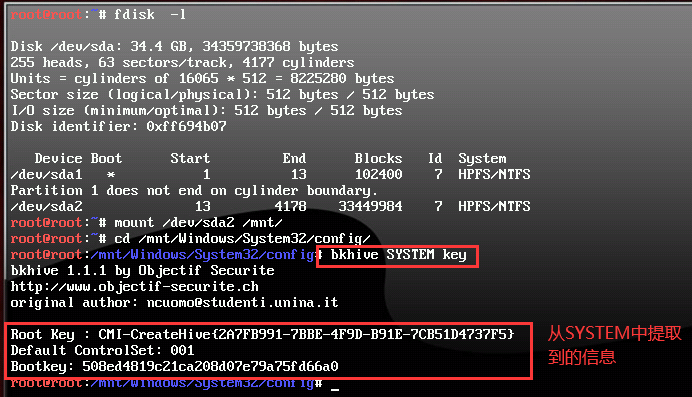 root@root:~# fdisk  -l
Disk /dev/sda: 34.4 GB, 34359738368 bytes
255 heads, 63 sectors/track, 4177 cylinders
Units = cylinders of 16065 * 512 = 8225280 bytes
Sector size (logical/physical): 512 bytes / 512 bytes
I/O size (minimum/optimal): 512 bytes / 512 bytes
Disk identifier: 0xff694b07
   Device Boot      Start         End      Blocks   Id  System
/dev/sda1   *           1          13      102400    7  HPFS/NTFS
Partition 1 does not end on cylinder boundary.
/dev/sda2              13        4178    33449984    7  HPFS/NTFS
root@root:~# mount /dev/sda2 /mnt/
root@root:~# cd /mnt/Windows/System32/config/
root@root:/mnt/Windows/System32/config# bkhive SYSTEM key
bkhive 1.1.1 by Objectif Securite
http://www.objectif-securite.ch
original author: ncuomo@studenti.unina.it
Root Key : CMI-CreateHive{2A7FB991-7BBE-4F9D-B91E-7CB51D4737F5}
Default ControlSet: 001
Bootkey: 508ed4819c21ca208d07e79a75fd66a0
从SYSTEM中提取
到的信息
root@root:/mnt/Windows/System32/config# _